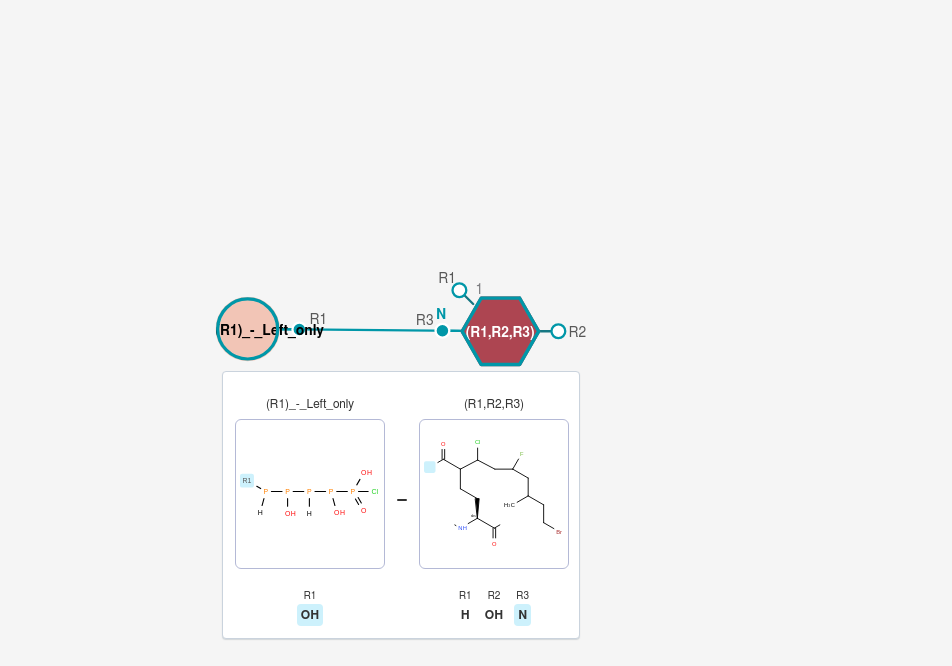 R1
1
R1
R3
N
R1)_-_Left_only
(R1,R2,R3)
R2
(R1)_-_Left_only
(R1,R2,R3)
R1
P
P
P
P
P
OH
Cl
O
H
OH
H
OH
O
Cl
F
H₃C
Br
abs
NH
O
R1
OH
R1
R2
R3
H
OH
N